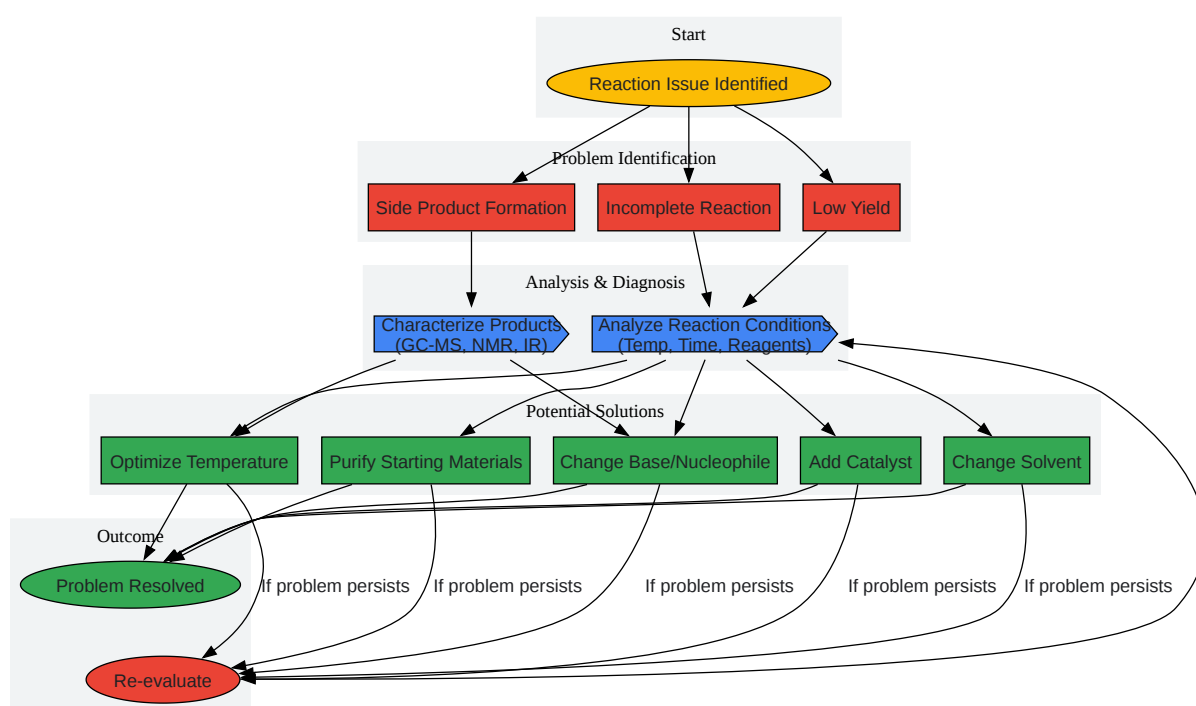 Start
Reaction Issue Identified
Problem Identification
Side Product Formation
Incomplete Reaction
Low Yield
Analysis & Diagnosis
Characterize Products
(GC-MS, NMR, IR)
Analyze Reaction Conditions
(Temp, Time, Reagents)
Potential Solutions
Optimize Temperature
Purify Starting Materials
Change Base/Nucleophile
Add Catalyst
Change Solvent
Outcome
Problem Resolved
If problem persists
If problem persists
If problem persists
If problem persists
If problem persists
Re-evaluate